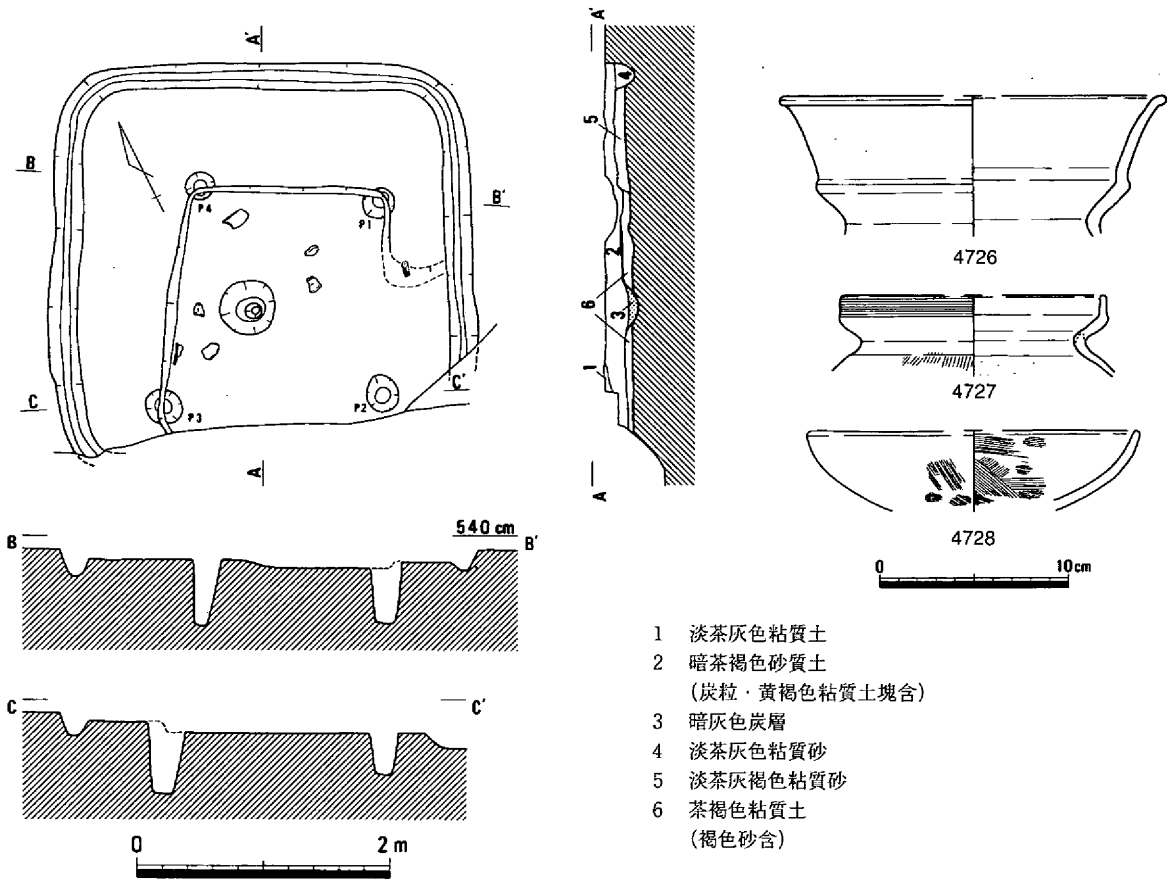 A'
B
B'
P4
P1
C
C'
P3
P2
A
A'
4
5
2
6
3
1
A
4726
4727
4728
0 10cm
B 540 cm B'
C C'
0 2 m
1 淡茶灰色粘質土
2 暗茶褐色砂質土
(炭粒・黄褐色粘質土塊含)
3 暗灰色炭層
4 淡茶灰色粘質砂
5 淡茶灰褐色粘質砂
6 茶褐色粘質土
(褐色砂含)